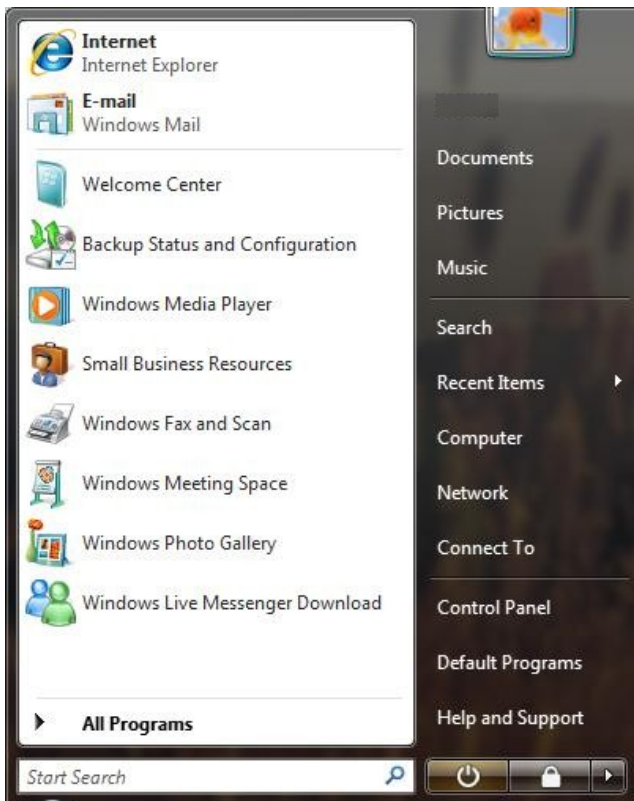 Internet
Internet Explorer
E-mail
Windows Mail
Welcome Center
Backup Status and Configuration
Windows Media Player
Small Business Resources
Windows Fax and Scan
Windows Meeting Space
Windows Photo Gallery
Windows Live Messenger Download
All Programs
Start Search
Documents
Pictures
Music
Search
Recent Items
Computer
Network
Connect To
Control Panel
Default Programs
Help and Support